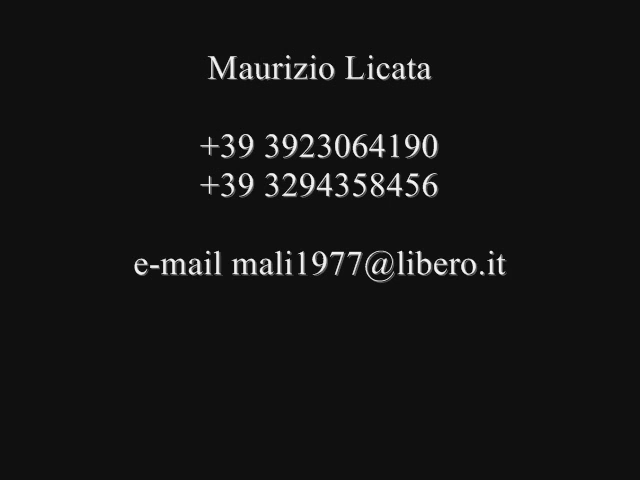 Maurizio Licata
+39 3923064190
+39 3294358456
e-mail mali1977@libero.it